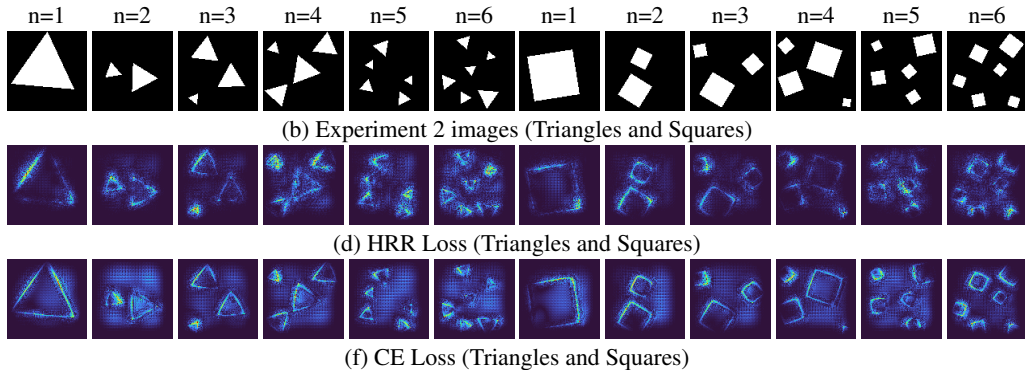 n=1 n=2 n=3 n=4 n=5 n=6 n=1 n=2 n=3 n=4 n=5 n=6
(b) Experiment 2 images (Triangles and Squares)
(d) HRR Loss (Triangles and Squares)
(f) CE Loss (Triangles and Squares)